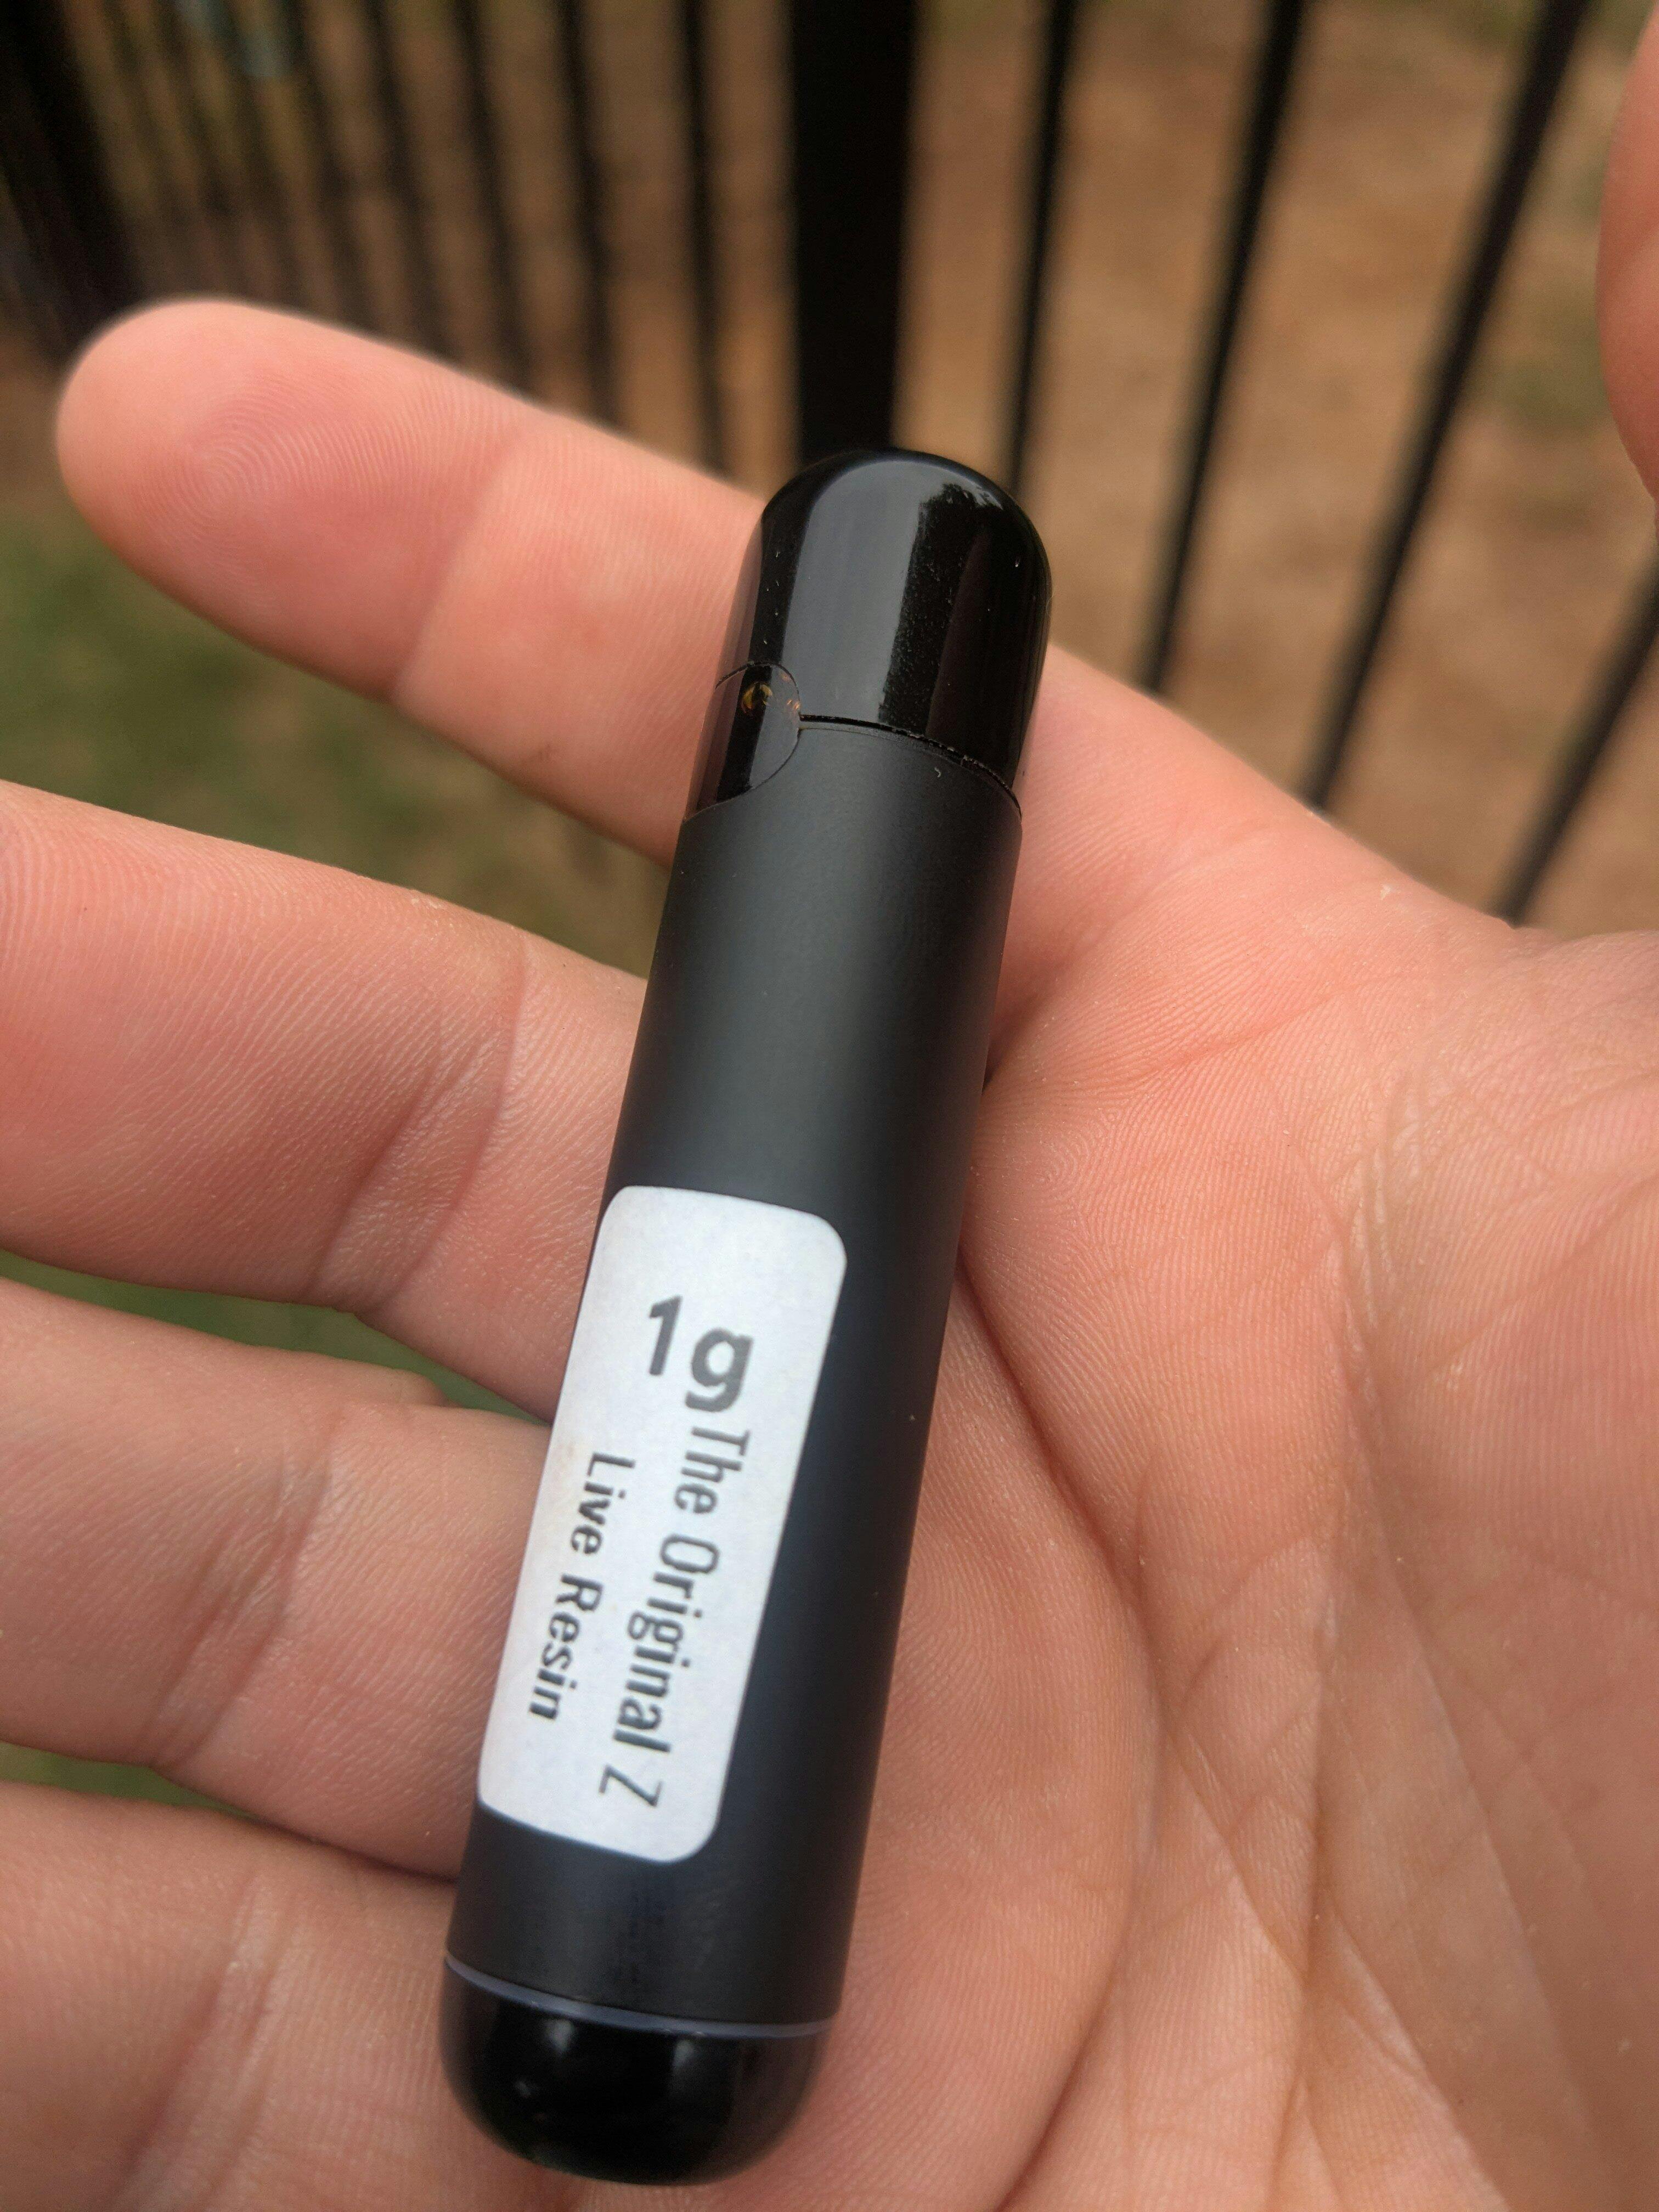 1g The Original Z
Live Resin